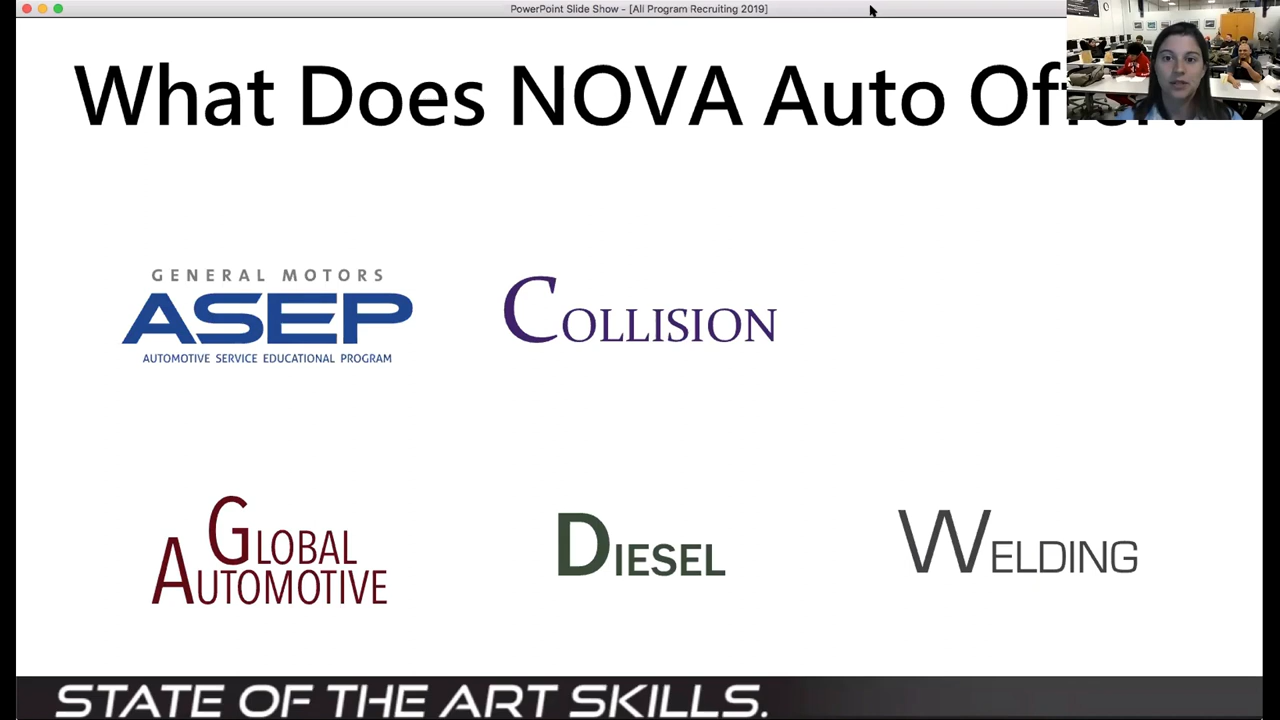 PowerPoint Slide Show - [All Program Recruiting 2019]
What Does NOVA Auto
GENERAL MOTORS
ASEP
AUTOMOTIVE SERVICE EDUCATIONAL PROGRAM
COLLISION
GLOBAL
AUTOMOTIVE
DIESEL
WELDING
STATE OF THE ART SKILLS.